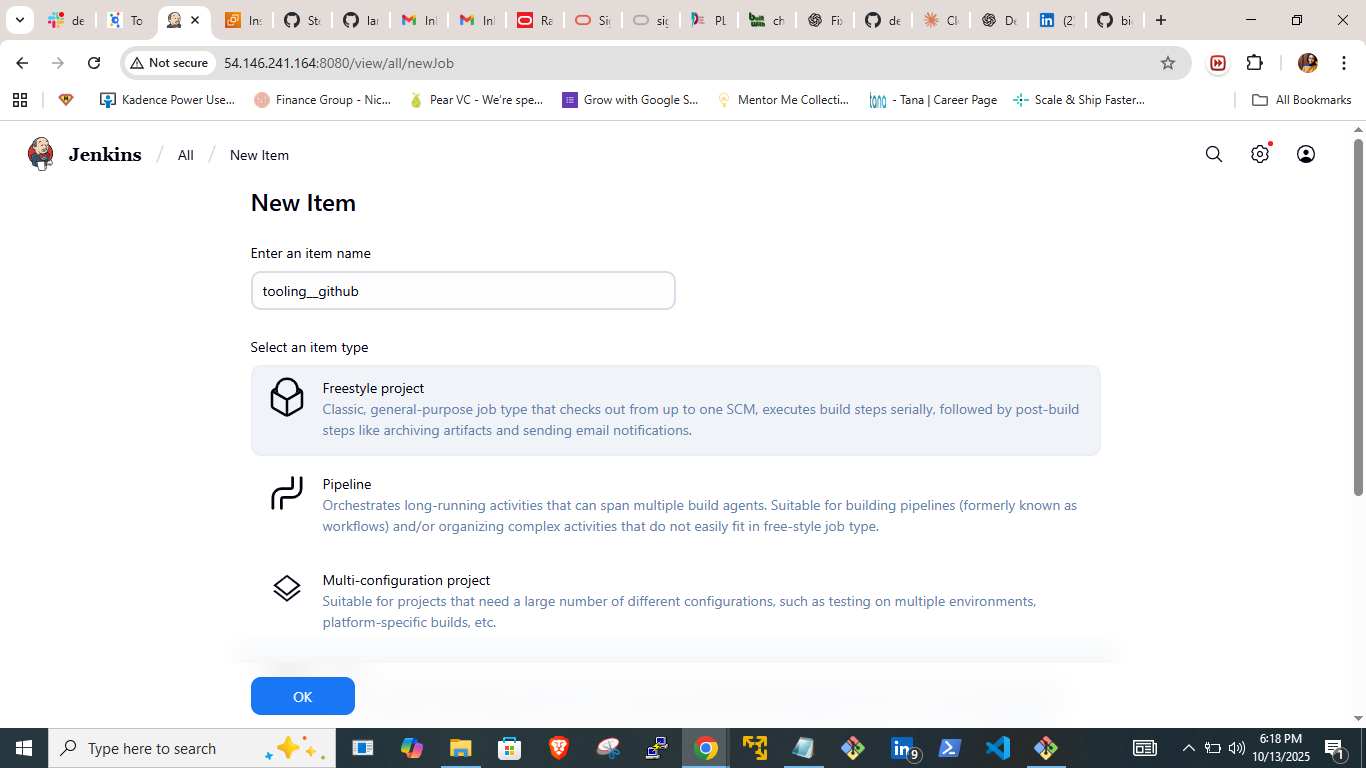 de
To
Ins
Ste
lar
Inl
Inl
Ra
Sic
sig
PL
ch
Fix
de
Cl
De
(2)
bi
Not secure
54.146.241.164:8080/view/all/newJob
Kadence Power Use...
Finance Group - Nic...
Pear VC - We're spe...
Grow with Google S...
Mentor Me Collecti...
tana - Tana | Career Page
Scale & Ship Faster...
All Bookmarks
Jenkins / All / New Item
New Item
Enter an item name
tooling__github
Select an item type
Freestyle project
Classic, general-purpose job type that checks out from up to one SCM, executes build steps serially, followed by post-build
steps like archiving artifacts and sending email notifications.
Pipeline
Orchestrates long-running activities that can span multiple build agents. Suitable for building pipelines (formerly known as
workflows) and/or organizing complex activities that do not easily fit in free-style job type.
Multi-configuration project
Suitable for projects that need a large number of different configurations, such as testing on multiple environments,
platform-specific builds, etc.
OK
Type here to search
9
6:18 PM
10/13/2025
1